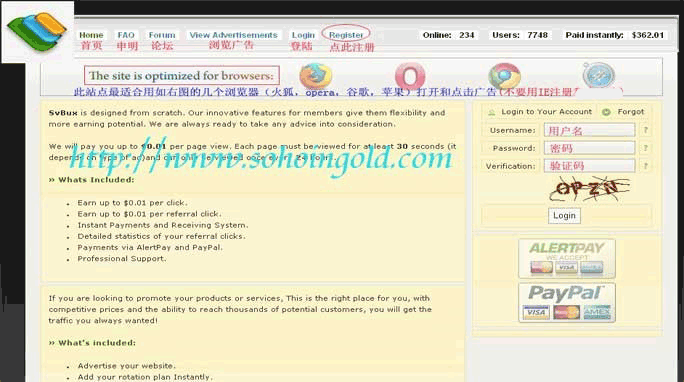 Home FAQ Forum View Advertisements Login Register Online: 234 Users: 7748 Paid instantly: $362.01
首页 申明 论坛 浏览广告 登陆 点此注册
The site is optimized for browsers:
此站点最适合用如右图的几个浏览器（火狐，opera，谷歌，苹果）打开和点击广告(不要用IE注册
SvBux is designed from scratch. Our innovative features for members give them flexibility and
more earning potential. We are always ready to take any advice into consideration.
We will pay you up to $0.01 per page view. Each page must be viewed for at least 30 seconds (it
depends on type of ad) and can only be viewed once every 24 hours.
http://www.sohoingold.com
» Whats Included:
Earn up to $0.01 per click.
Earn up to $0.01 per referral click.
Instant Payments and Receiving System.
Detailed statistics of your referral clicks.
Payments via AlertPay and PayPal.
Professional Support.
If you are looking to promote your products or services, This is the right place for you, with
competitive prices and the ability to reach thousands of potential customers, you will get the
traffic you always wanted!
» What's included:
Advertise your website.
Add your rotation plan Instantly.
Login to Your Account Forgot
Username: 用户名 ?
Password: 密码 ?
Verification: 验证码 ?
OPZN
Login
ALERTPAY
WE ACCEPT
VISA
PayPal
VISA MasterCard AMEX